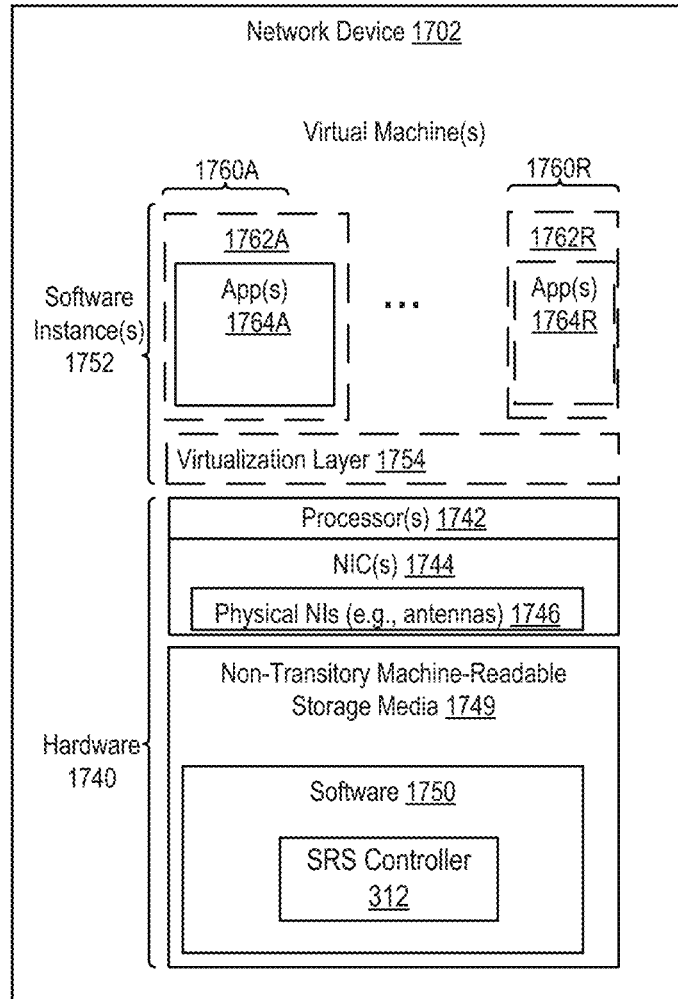 Network Device 1702
Virtual Machine(s)
1760A
1760R
1762A
1762R
App(s)
1764A
...
App(s)
1764R
Software
Instance(s)
1752
Virtualization Layer 1754
Processor(s) 1742
NIC(s) 1744
Physical NIs (e.g., antennas) 1746
Non-Transitory Machine-Readable
Storage Media 1749
Hardware
1740
Software 1750
SRS Controller
312